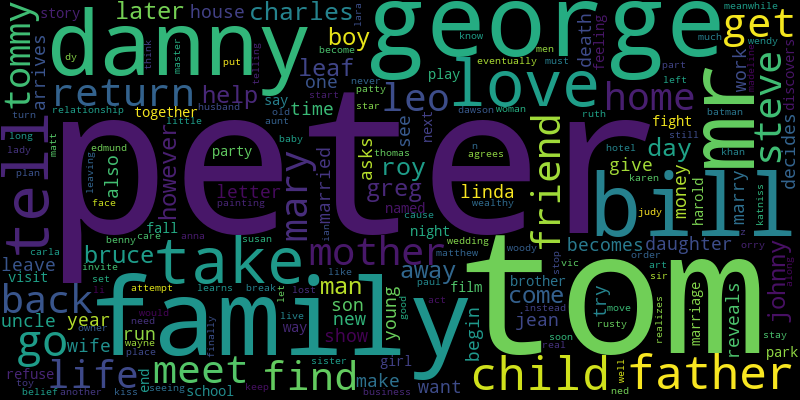 story later house charles death george much meanwhile wendy get
tommy danny boy know lara feeling
arrives dy think master put telling leaf become never eventually must men part left work discovers
return help say time one play leo love home mr steve
turn relationship together husband old aunt start patty star dawson woman ruth fight still batman madeline
tell peter
long lady plan matt edmund little baby see next asks roy n agrees hotel khan day decides
however also party mary married thomas friend give karen money marry
leaving face letter greg linda harold judy katniss
painting named cause wealthy bill
fall night wedding
carla benny care anna susan ian mother matthew woody becomes daughter z orry johnny along
leave bruce take away paul stop vic order art sir
visit invite set man like brother come try
attempt family film tom
back ii learns break let lost son new young good act begin jean instead move realizes marriage reveals stay
uncle year owner would need live way soon real rusty park
go wife run wayne place finally show
refuse life end meet find sister girl child well father
toy belief another kiss seeing school keep make business want ned